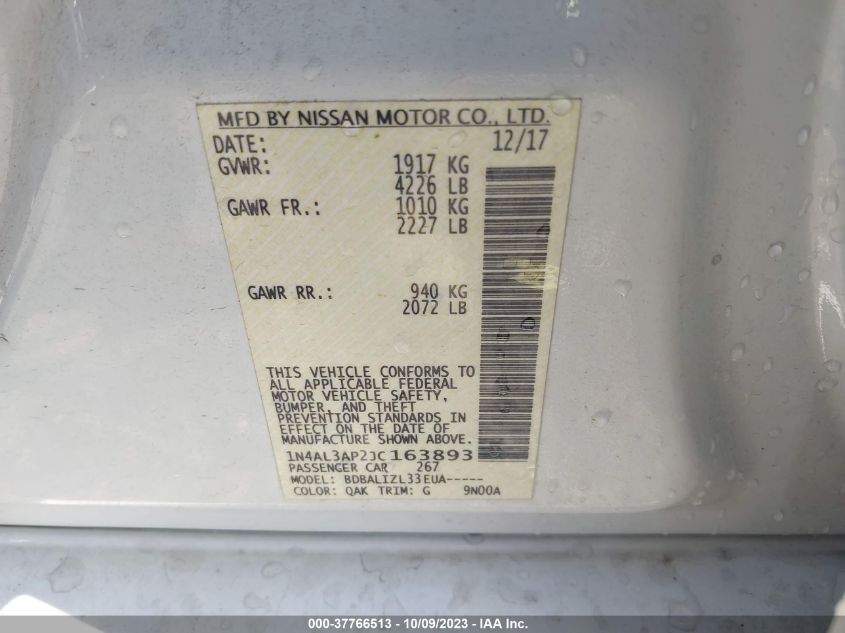 MFD BY NISSAN MOTOR CO., LTD.
DATE: 12/17
GVWR: 1917 KG
4226 LB
GAWR FR.: 1010 KG
2227 LB
GAWR RR.: 940 KG
2072 LB
THIS VEHICLE CONFORMS TO
ALL APPLICABLE FEDERAL
MOTOR VEHICLE SAFETY,
BUMPER, AND THEFT
PREVENTION STANDARDS IN
EFFECT ON THE DATE OF
MANUFACTURE SHOWN ABOVE.
1N4AL3AP2JC163893
PASSENGER CAR 267
MODEL: BDBALIZL33EUA-----
COLOR: QAK TRIM: G 9N00A
000-37766513 - 10/09/2023 - IAA Inc.